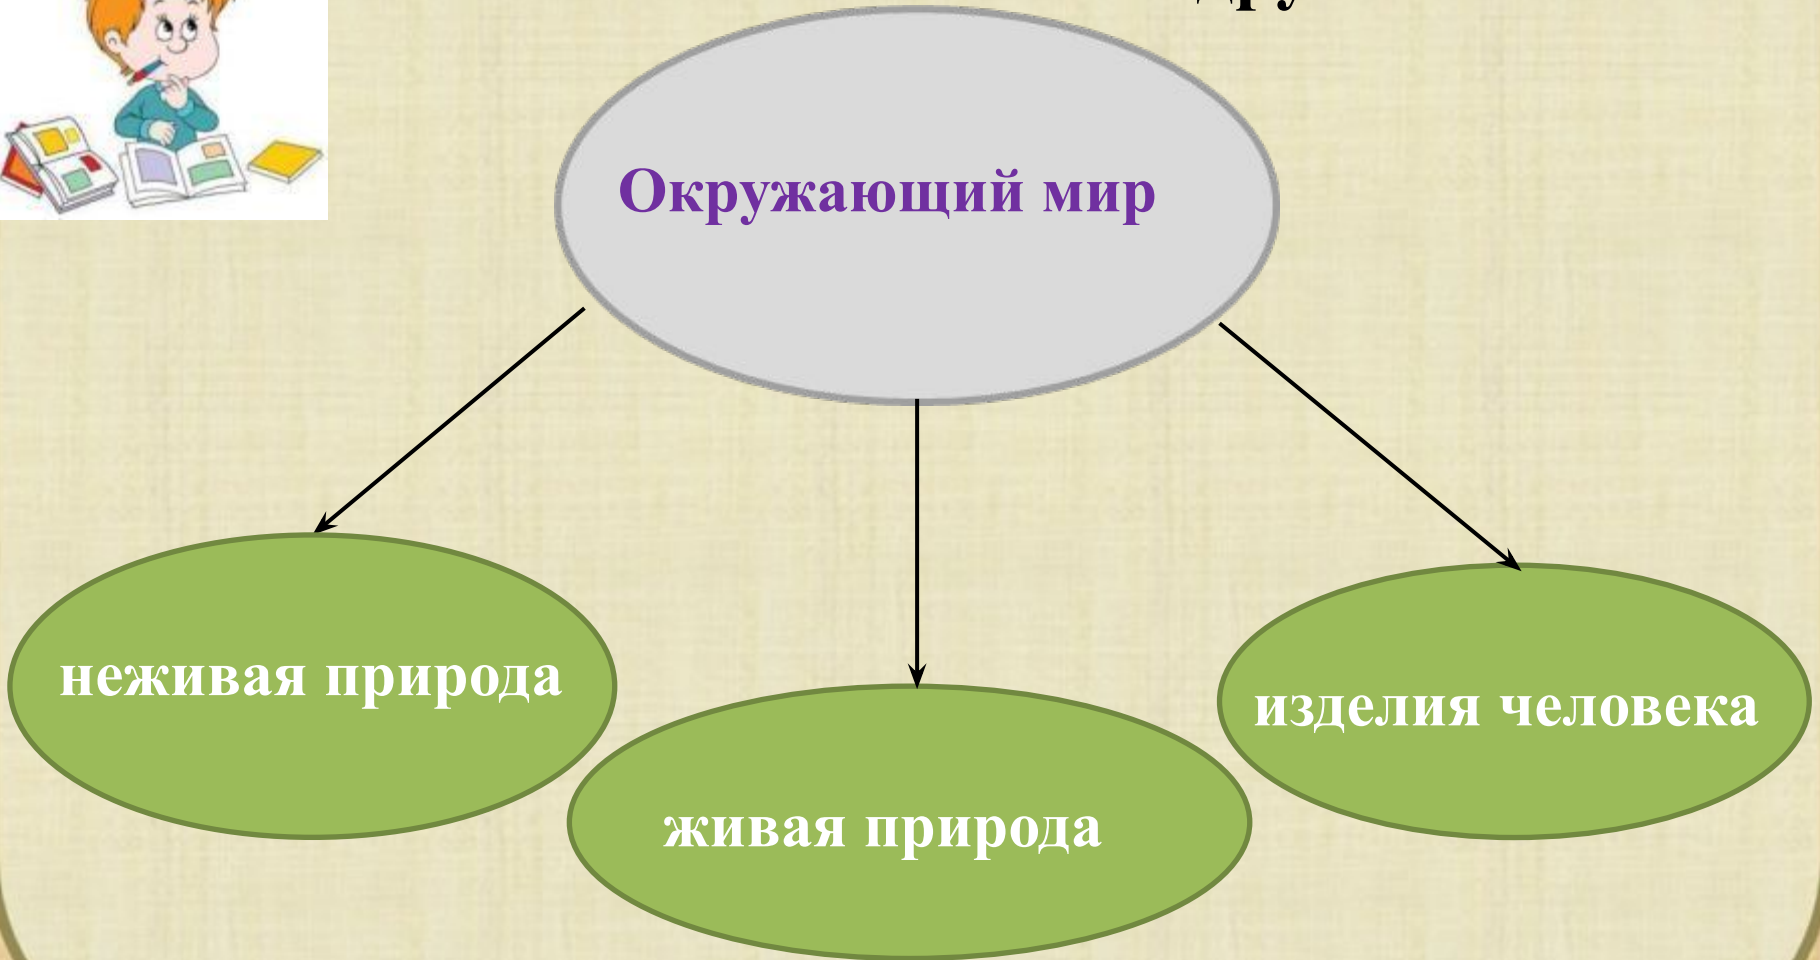 Окружающий мир
неживая природа
изделия человека
живая природа